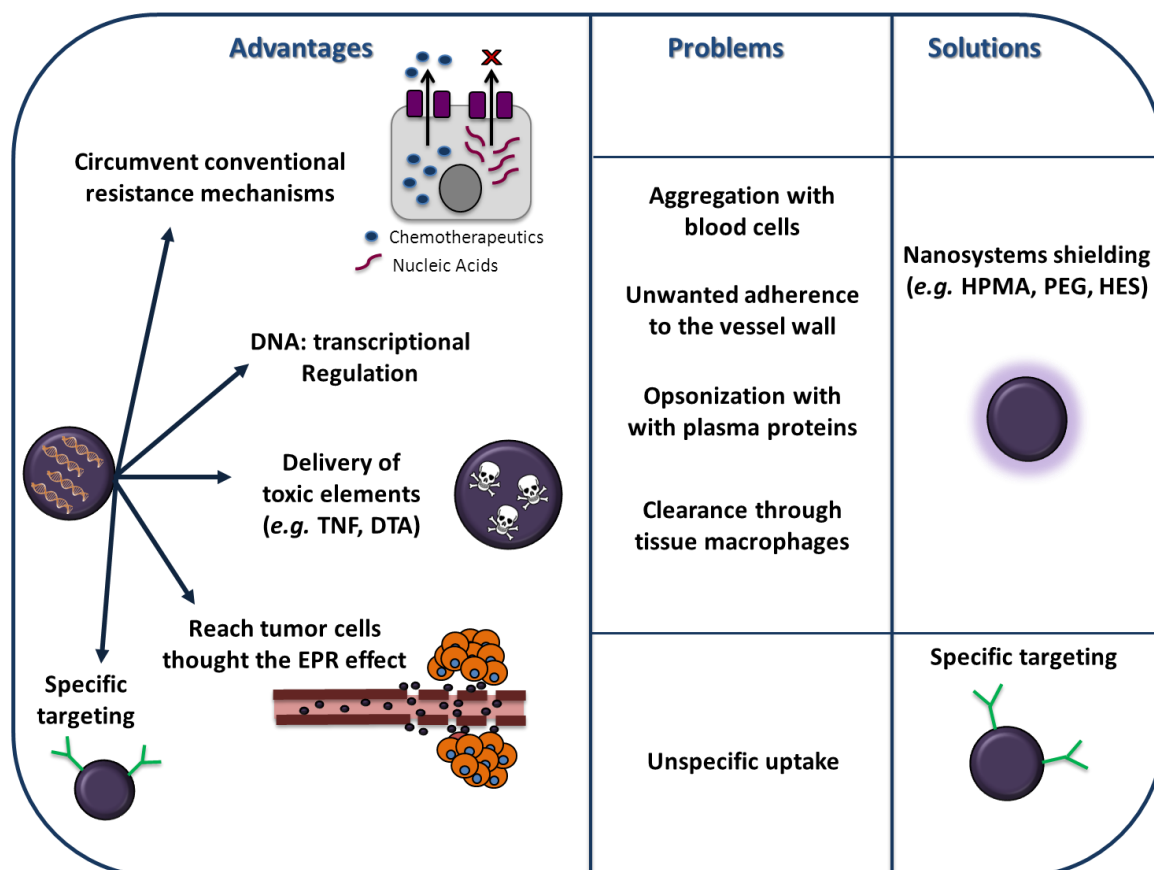 Advantages
Circumvent conventional
resistance mechanisms
Chemotherapeutics
Nucleic Acids
DNA: transcriptional
Regulation
Delivery of
toxic elements
(e.g. TNF, DTA)
Reach tumor cells
thought the EPR effect
Specific
targeting
Problems
Aggregation with
blood cells
Unwanted adherence
to the vessel wall
Opsonization with
with plasma proteins
Clearance through
tissue macrophages
Unspecific uptake
Solutions
Nanosystems shielding
(e.g. HPMA, PEG, HES)
Specific targeting